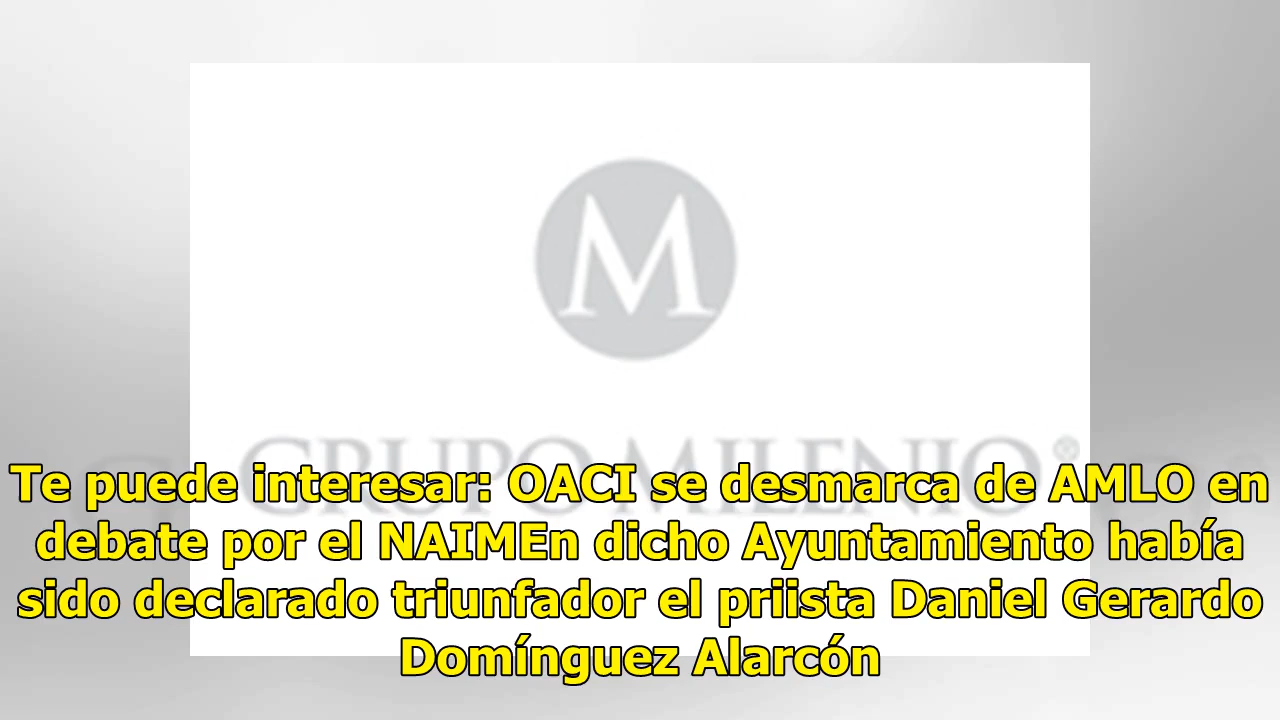 M
GRUPO MILENIO®
Te puede interesar: OACI se desmarca de AMLO en
debate por el NAIMEn dicho Ayuntamiento había
sido declarado triunfador el priista Daniel Gerardo
Domínguez Alarcón